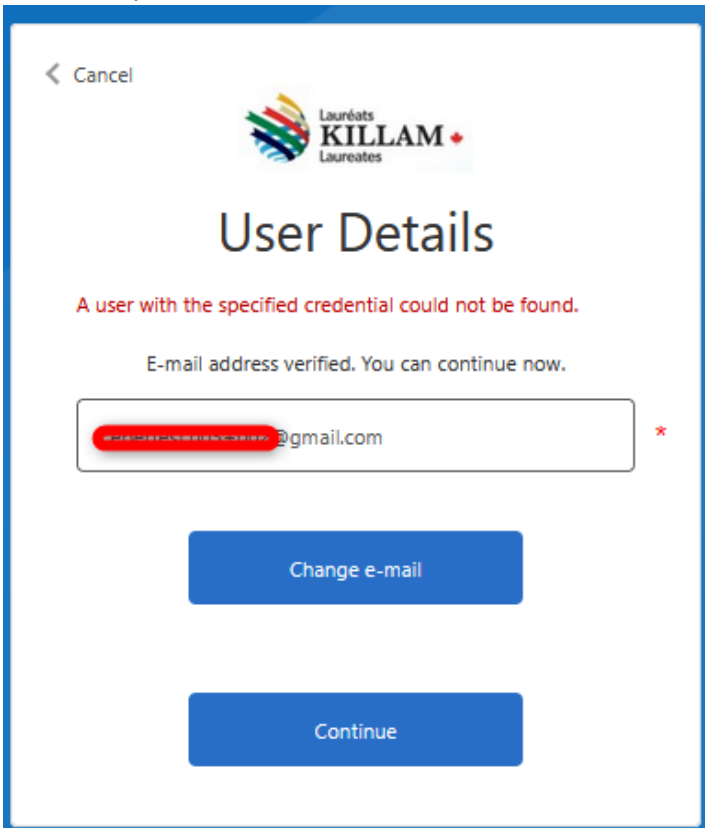 Cancel
Lauréats
KILLAM
Laureates
User Details
A user with the specified credential could not be found.
E-mail address verified. You can continue now.
@gmail.com
*
Change e-mail
Continue